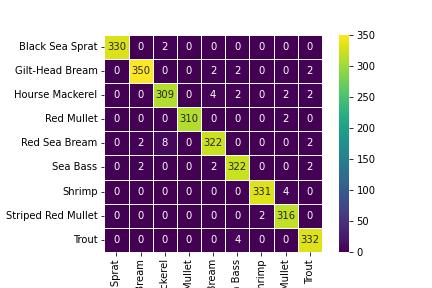 Black Sea Sprat 330 0 2 0 0 0 0 0 0
Gilt-Head Bream 0 350 0 0 2 2 0 0 2
Hourse Mackerel 0 0 309 0 4 2 0 2 2
Red Mullet 0 0 0 310 0 0 0 2 0
Red Sea Bream 0 2 8 0 322 0 0 0 2
Sea Bass 0 2 0 0 2 322 0 0 2
Shrimp 0 0 0 0 0 0 331 4 0
Striped Red Mullet 0 0 0 0 0 0 2 316 0
Trout 0 0 0 0 0 4 0 0 332
Sprat
Bream
ckerel
Mullet
Bream
Bass
hrimp
Mullet
Trout
350
300
250
200
150
100
50
0